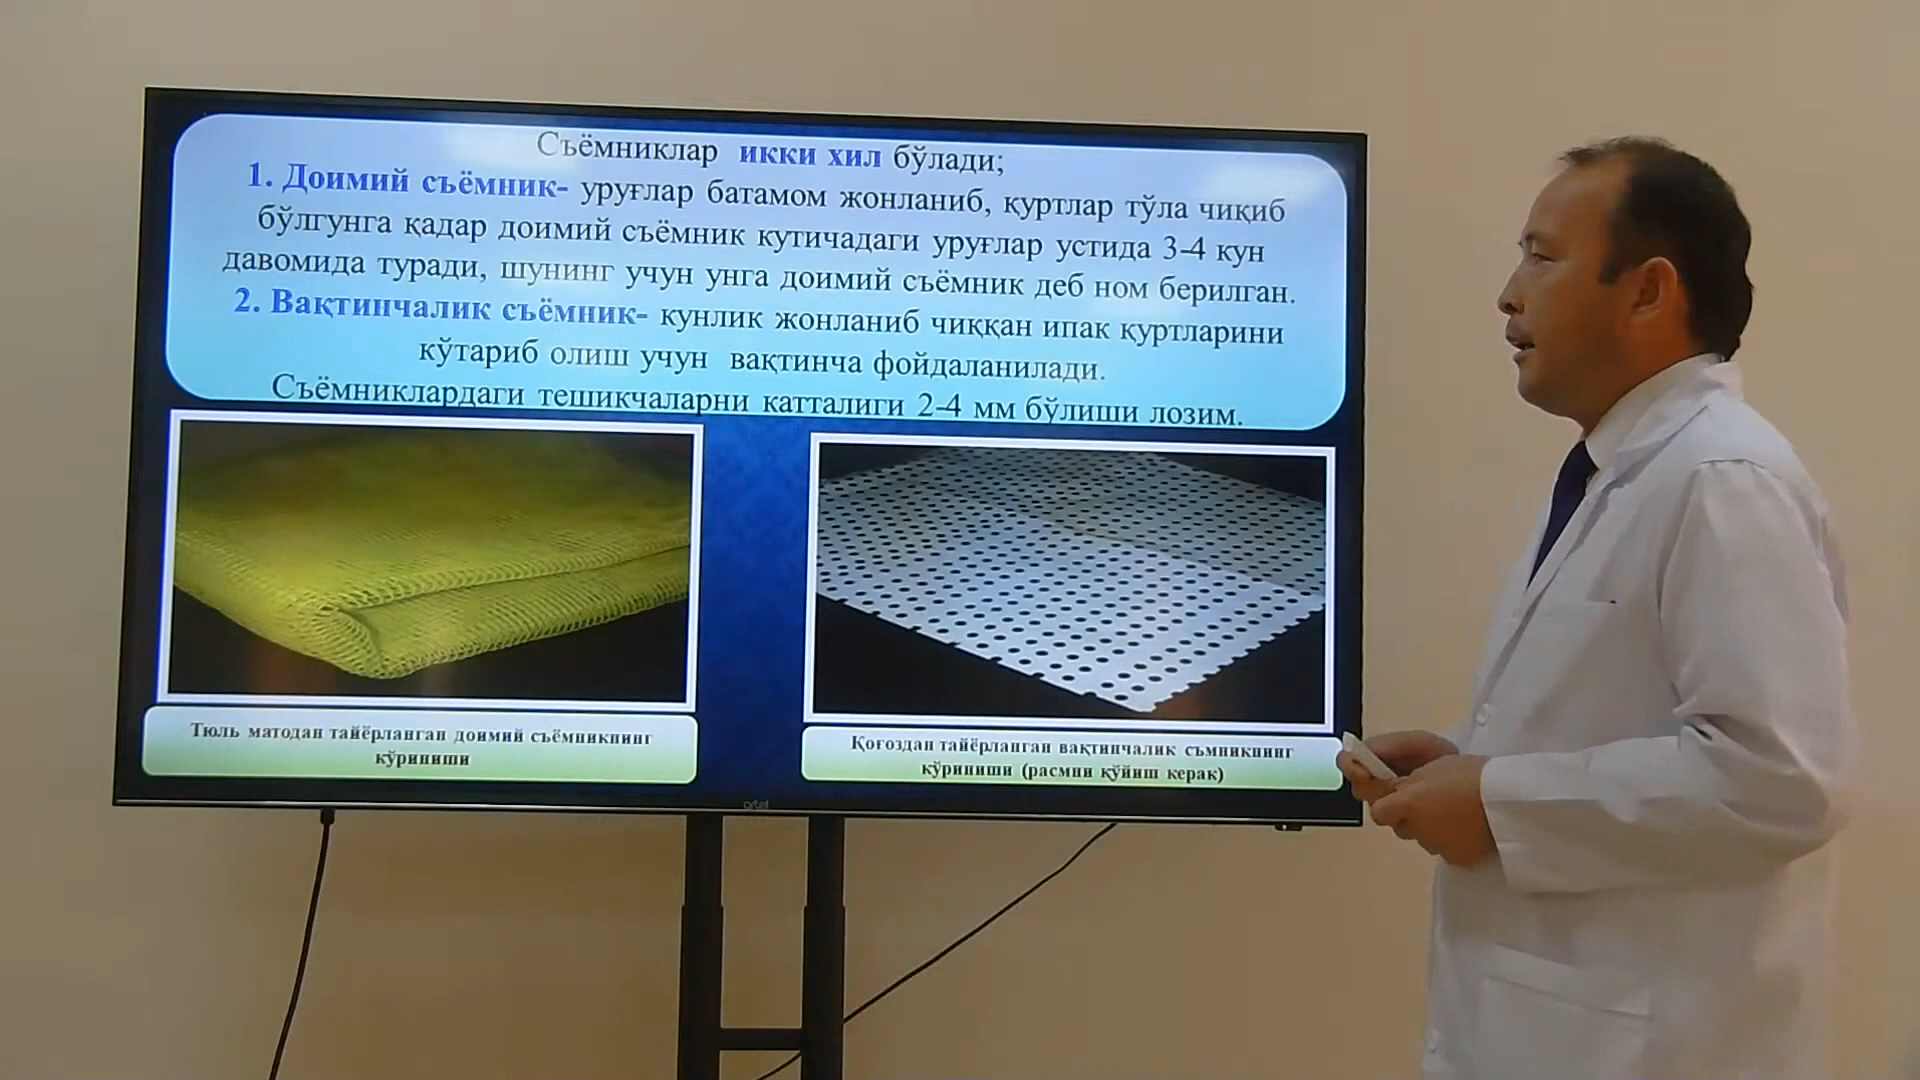 Съёмниклар икки хил бўлади;
1. Доимий съёмник- уруғлар батамом жонланиб, қуртлар тўла чиқиб
бўлгунга қадар доимий съёмник кутичадаги уруғлар устида 3-4 кун
давомида туради, шунинг учун унга доимий съёмник деб ном берилган.
2. Вақтинчалик съёмник- кунлик жонланиб чиққан ипак қуртларини
кўтариб олиш учун вақтинча фойдаланилади.
Съёмниклардаги тешикчаларни катталиги 2-4 мм бўлиши лозим.
Тюль матодан тайёрланган доимий съёмникнинг
кўриниши
Қоғоздан тайёрланган вақтинчалик съмникнинг
кўриниши (расмни қўйиш керак)
artel